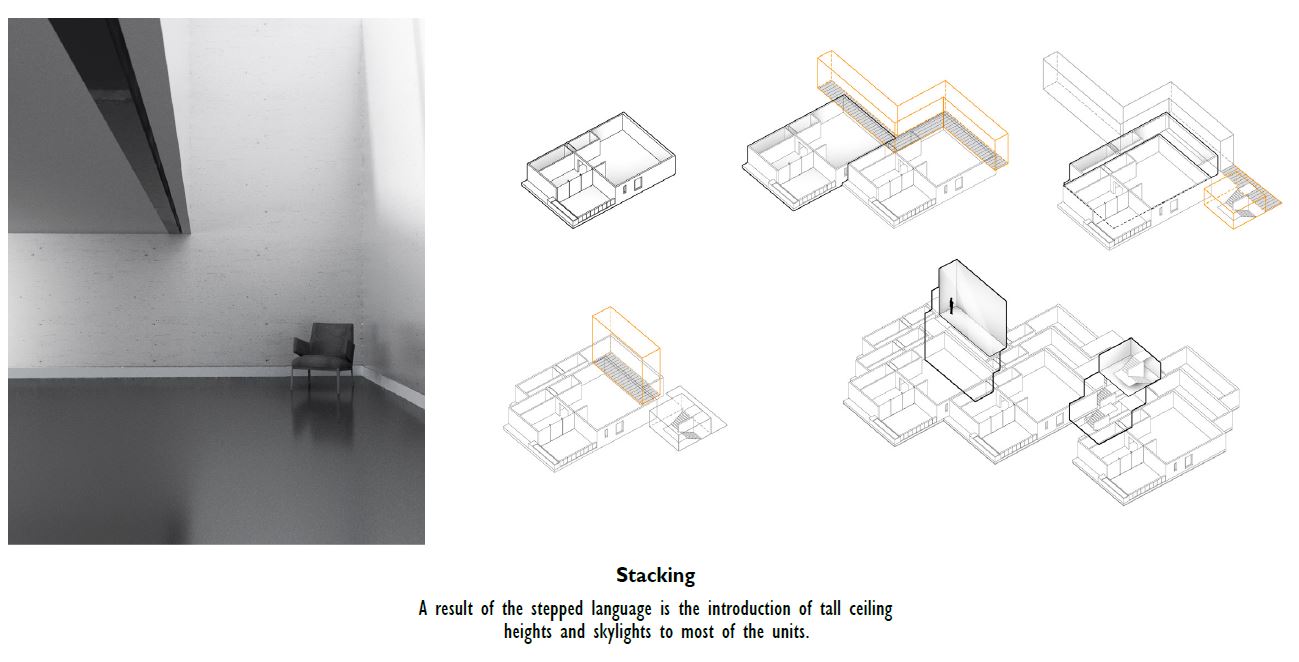 Stacking
A result of the stepped language is the introduction of tall ceiling
heights and skylights to most of the units.